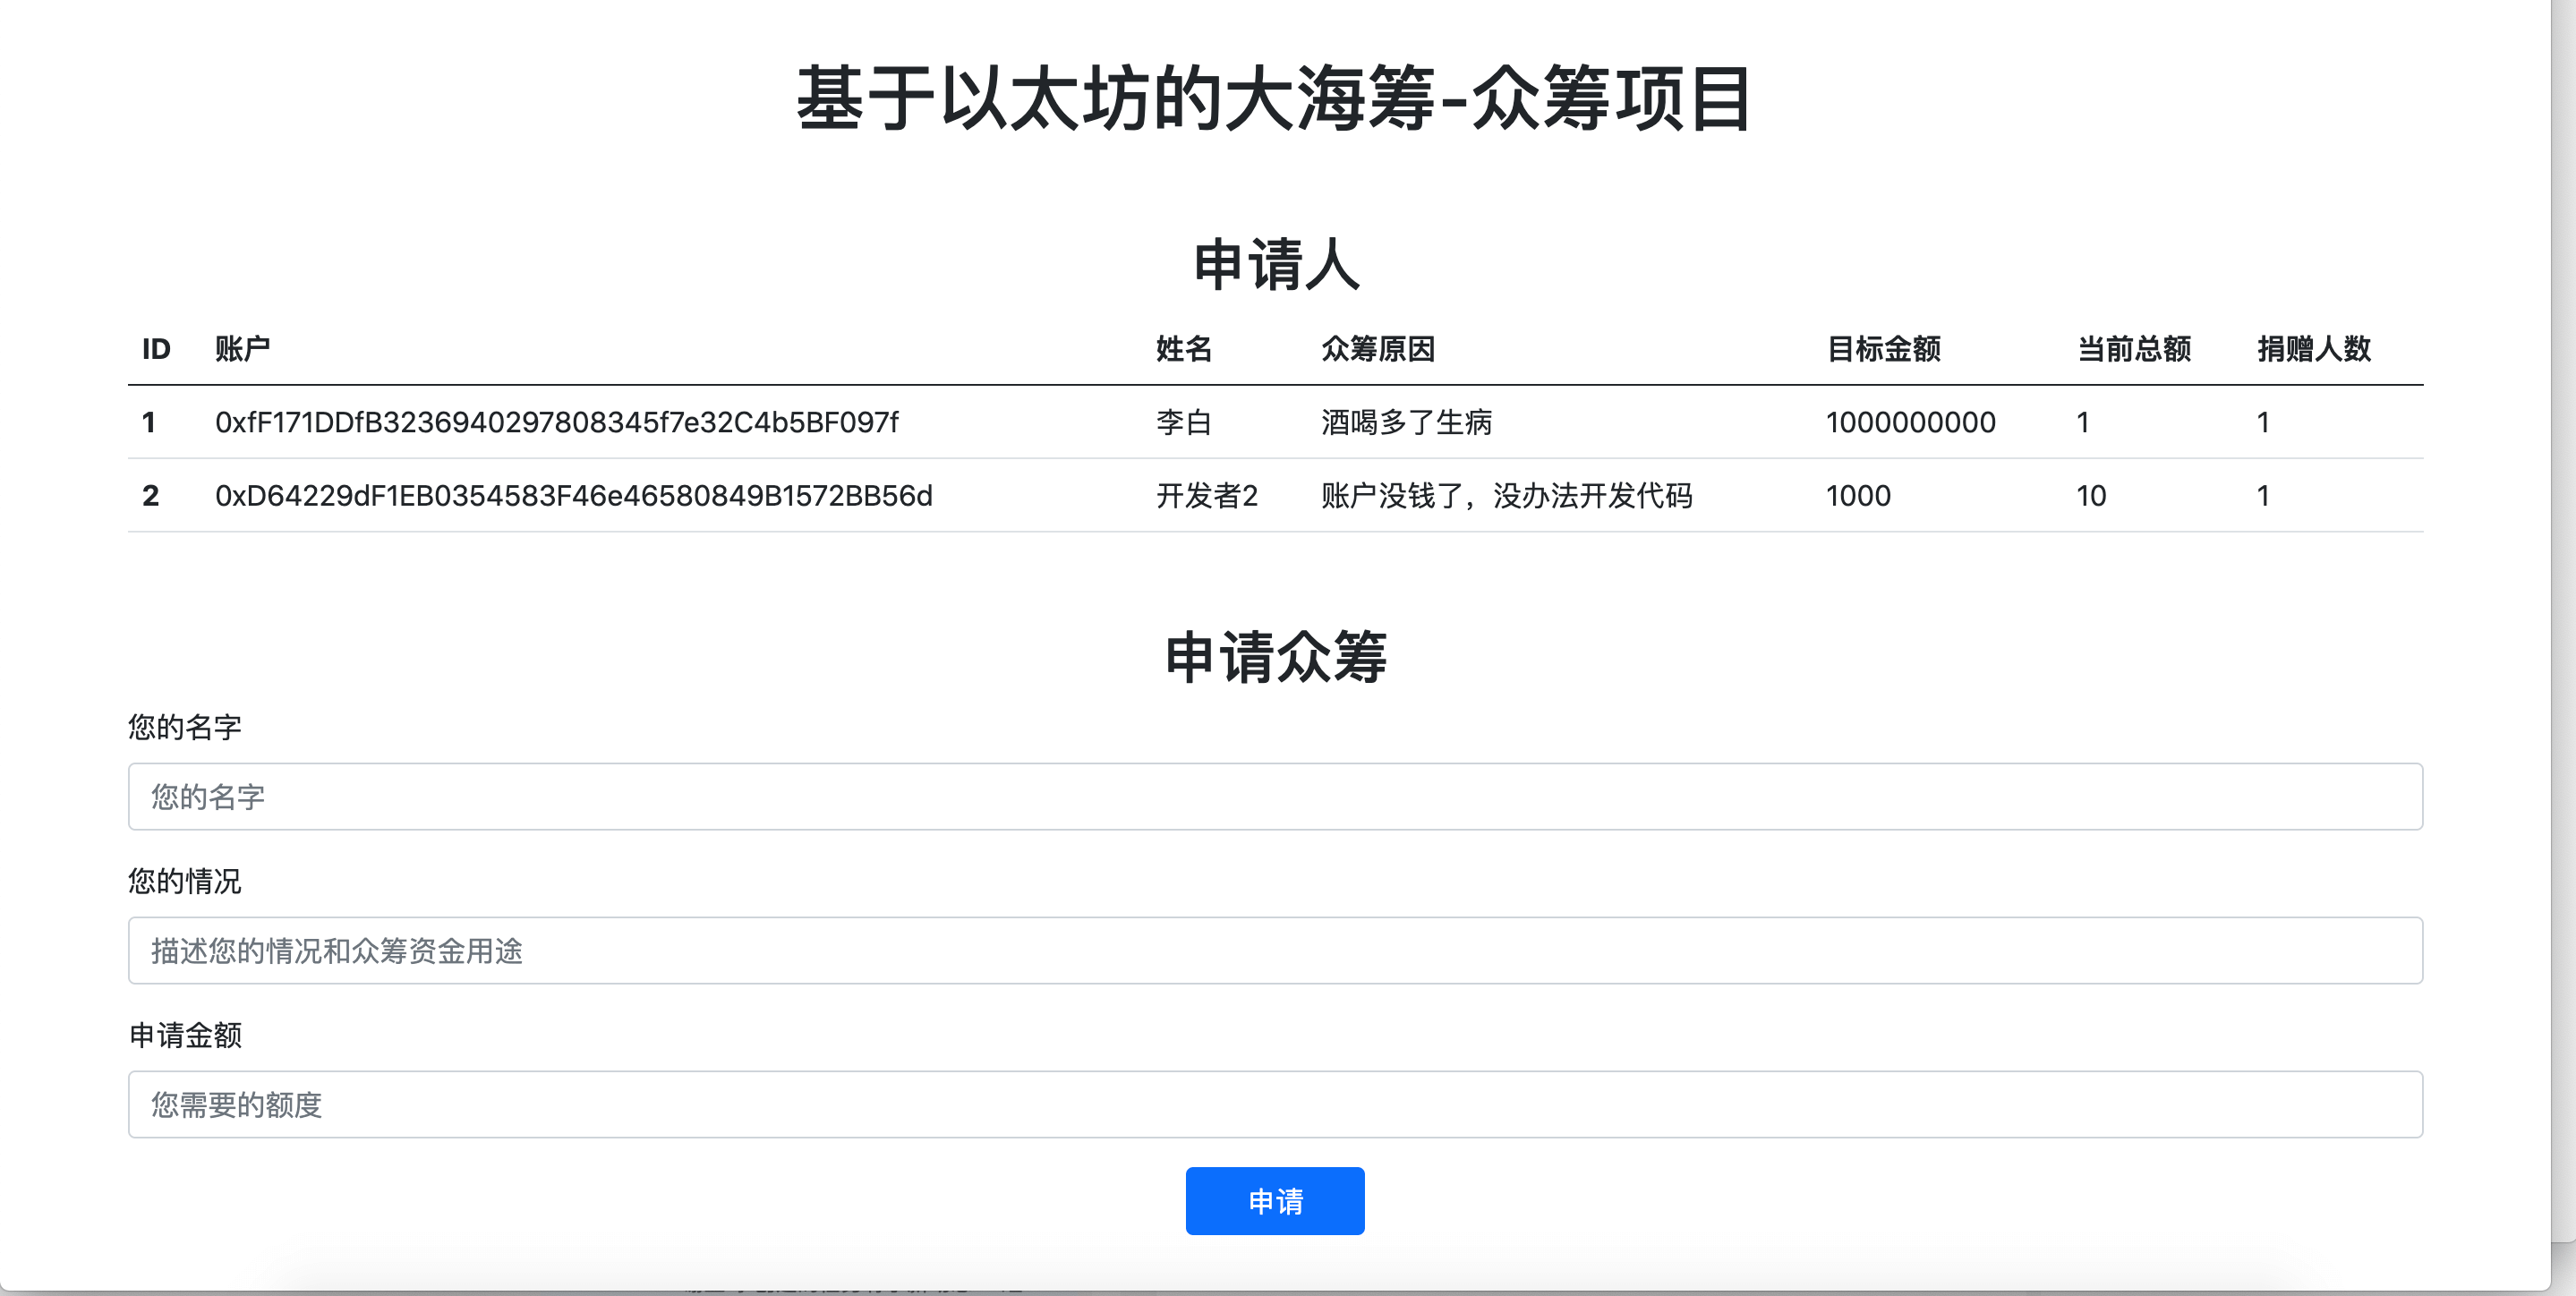 基于以太坊的大海筹-众筹项目
申请人
ID 账户 姓名 众筹原因 目标金额 当前总额 捐赠人数
1 0xfF171DDfB3236940297808345f7e32C4b5BF097f 李白 酒喝多了生病 1000000000 1 1
2 0xD64229dF1EB0354583F46e46580849B1572BB56d 开发者2 账户没钱了，没办法开发代码 1000 10 1
申请众筹
您的名字
您的名字
您的情况
描述您的情况和众筹资金用途
申请金额
您需要的额度
申请